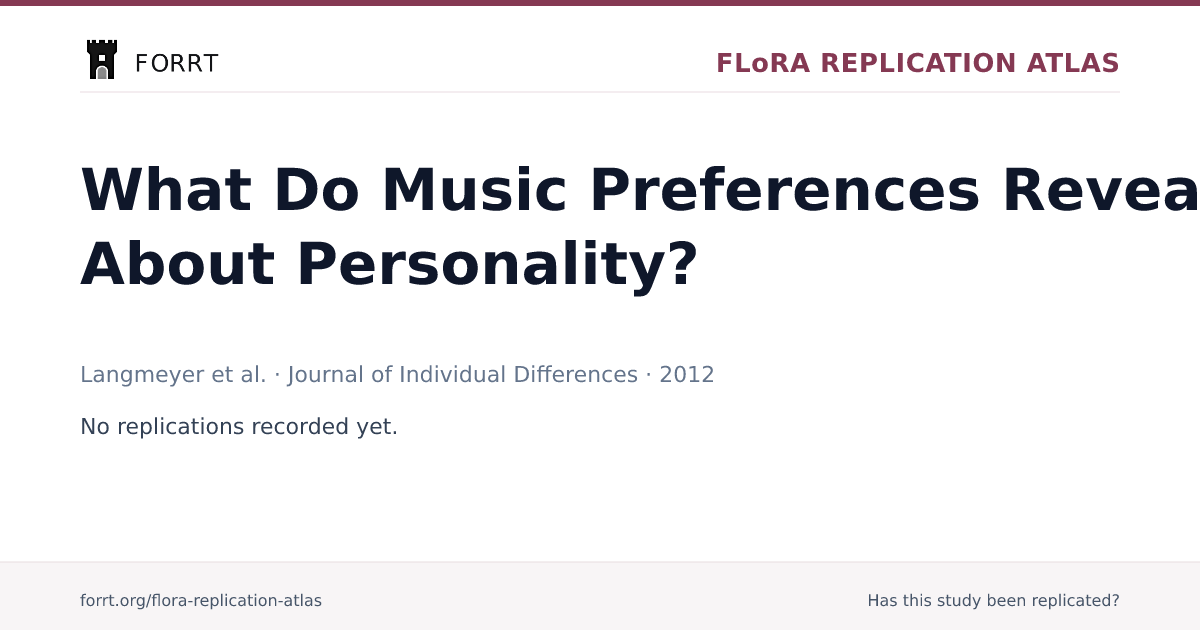 FORRT
FLoRA REPLICATION ATLAS
What Do Music Preferences Revea
About Personality?
Langmeyer et al. · Journal of Individual Differences · 2012
No replications recorded yet.
forrt.org/flora-replication-atlas
Has this study been replicated?